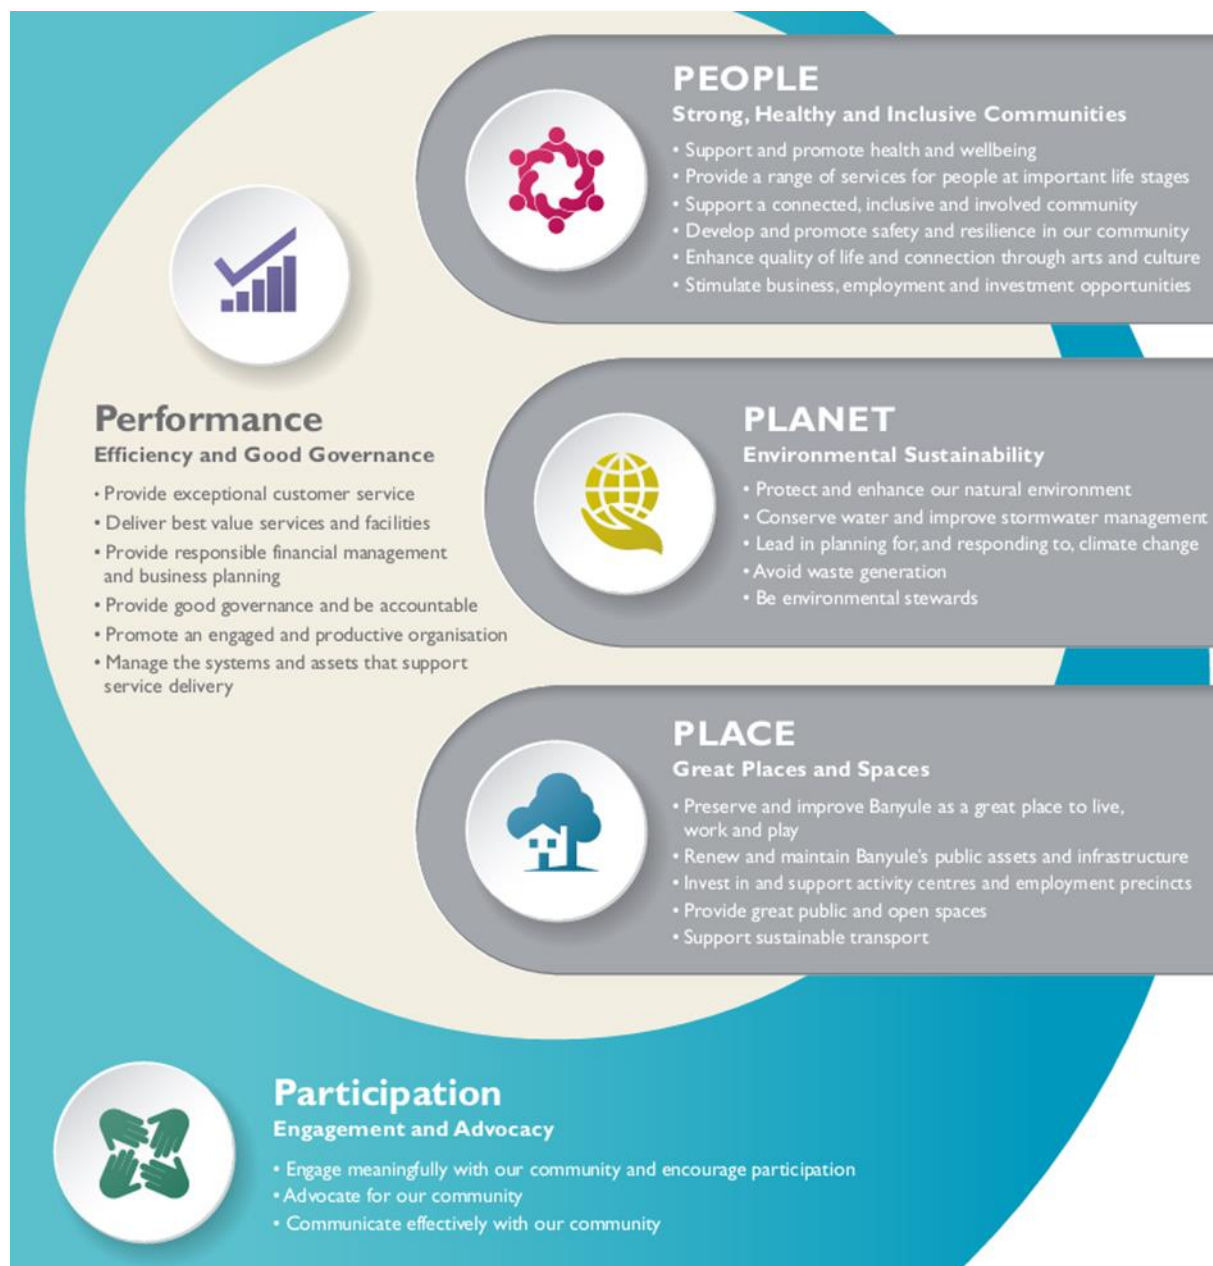 PEOPLE
Strong, Healthy and Inclusive Communities
• Support and promote health and wellbeing
• Provide a range of services for people at important life stages
• Support a connected, inclusive and involved community
• Develop and promote safety and resilience in our community
• Enhance quality of life and connection through arts and culture
• Stimulate business, employment and investment opportunities
Performance
Efficiency and Good Governance
• Provide exceptional customer service
• Deliver best value services and facilities
• Provide responsible financial management
and business planning
• Provide good governance and be accountable
• Promote an engaged and productive organisation
• Manage the systems and assets that support
service delivery
PLANET
Environmental Sustainability
• Protect and enhance our natural environment
• Conserve water and improve stormwater management
• Lead in planning for, and responding to, climate change
• Avoid waste generation
• Be environmental stewards
PLACE
Great Places and Spaces
• Preserve and improve Banyule as a great place to live,
work and play
• Renew and maintain Banyule's public assets and infrastructure
• Invest in and support activity centres and employment precincts
• Provide great public and open spaces
• Support sustainable transport
Participation
Engagement and Advocacy
• Engage meaningfully with our community and encourage participation
• Advocate for our community
• Communicate effectively with our community